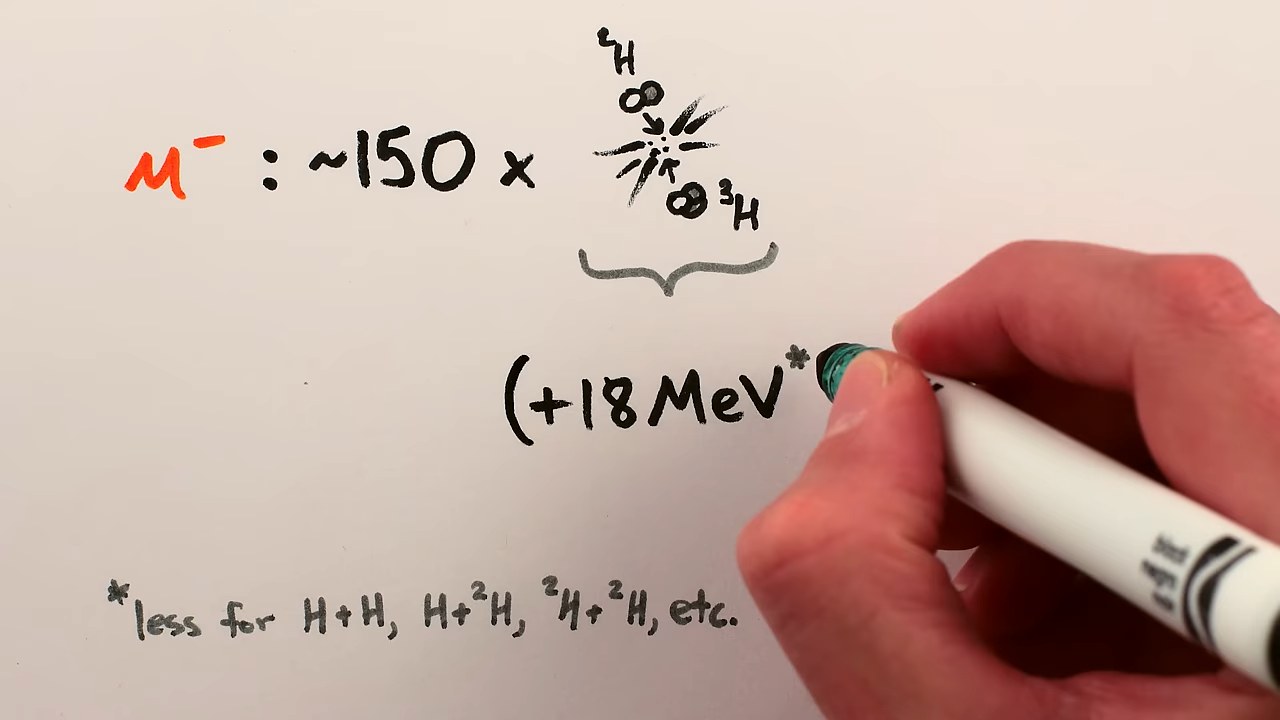 ²H
μ⁻ : ~150 x
³H
(+18 MeV*
*less for H+H, H+²H, ²H+²H, etc.